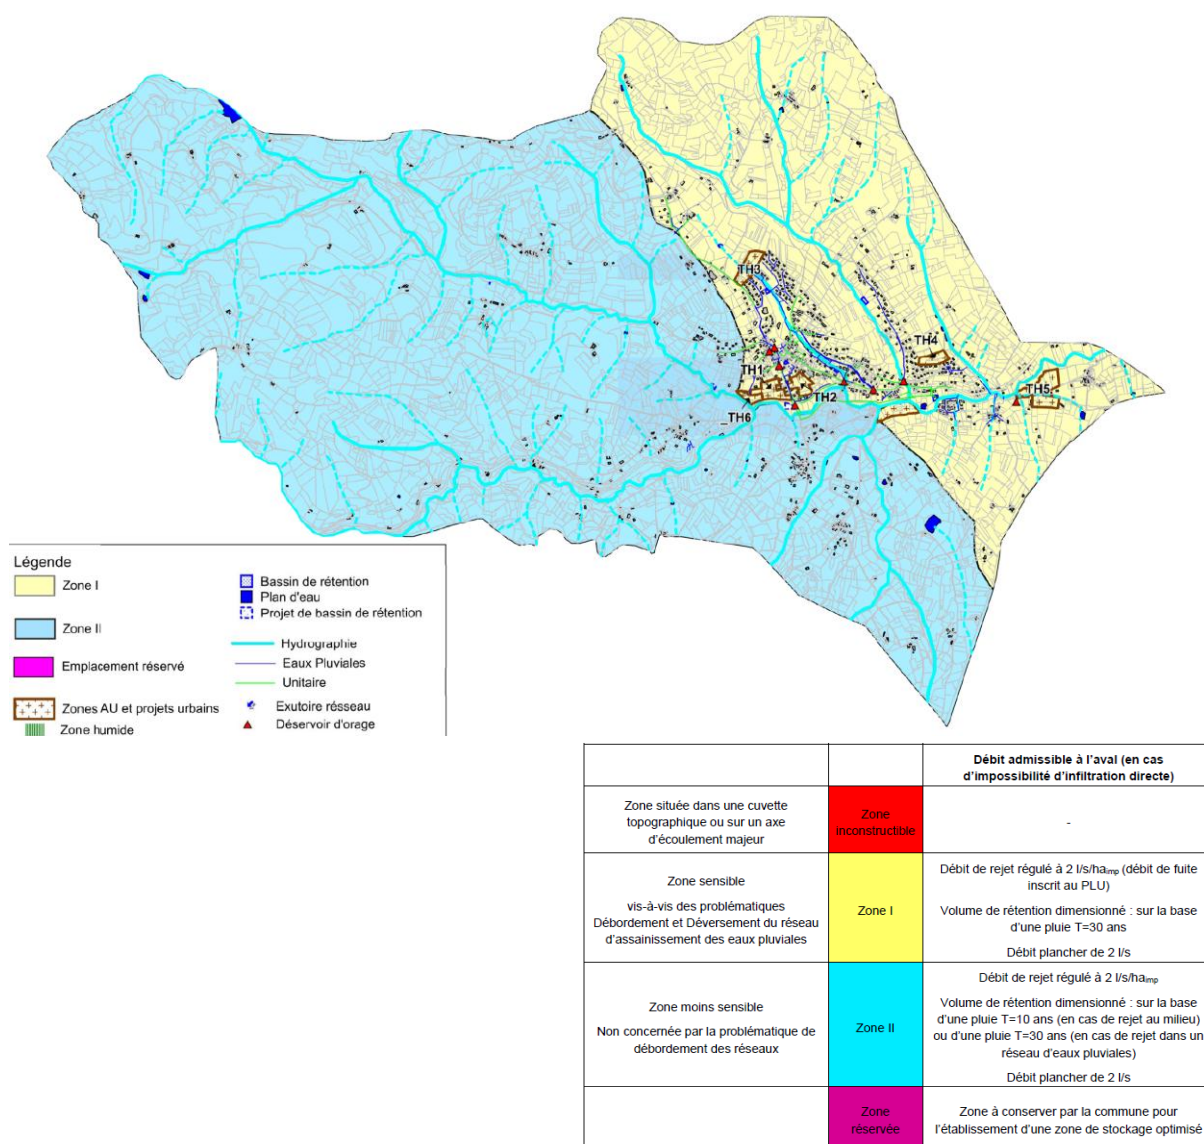 TH3
TH4
TH1
TH5
TH2
_TH6
Légende
Zone I
Zone II
Emplacement réservé
Zones AU et projets urbains
Zone humide
Bassin de rétention
Plan d'eau
Projet de bassin de rétention
Hydrographie
Eaux Pluviales
Unitaire
Exutoire résseau
Déservoir d'orage
Débit admissible à l'aval (en cas
d'impossibilité d'infiltration directe)
Zone située dans une cuvette
topographique ou sur un axe
d'écoulement majeur
Zone
inconstructible
-
Zone sensible
vis-à-vis des problématiques
Débordement et Déversement du réseau
d'assainissement des eaux pluviales
Zone I
Débit de rejet régulé à 2 l/s/haimp (débit de fuite
inscrit au PLU)
Volume de rétention dimensionné : sur la base
d'une pluie T=30 ans
Débit plancher de 2 l/s
Zone moins sensible
Non concernée par la problématique de
débordement des réseaux
Zone II
Débit de rejet régulé à 2 l/s/haimp
Volume de rétention dimensionné : sur la base
d'une pluie T=10 ans (en cas de rejet au milieu)
ou d'une pluie T=30 ans (en cas de rejet dans un
réseau d'eaux pluviales)
Débit plancher de 2 l/s
Zone
réservée
Zone à conserver par la commune pour
l'établissement d'une zone de stockage optimisé